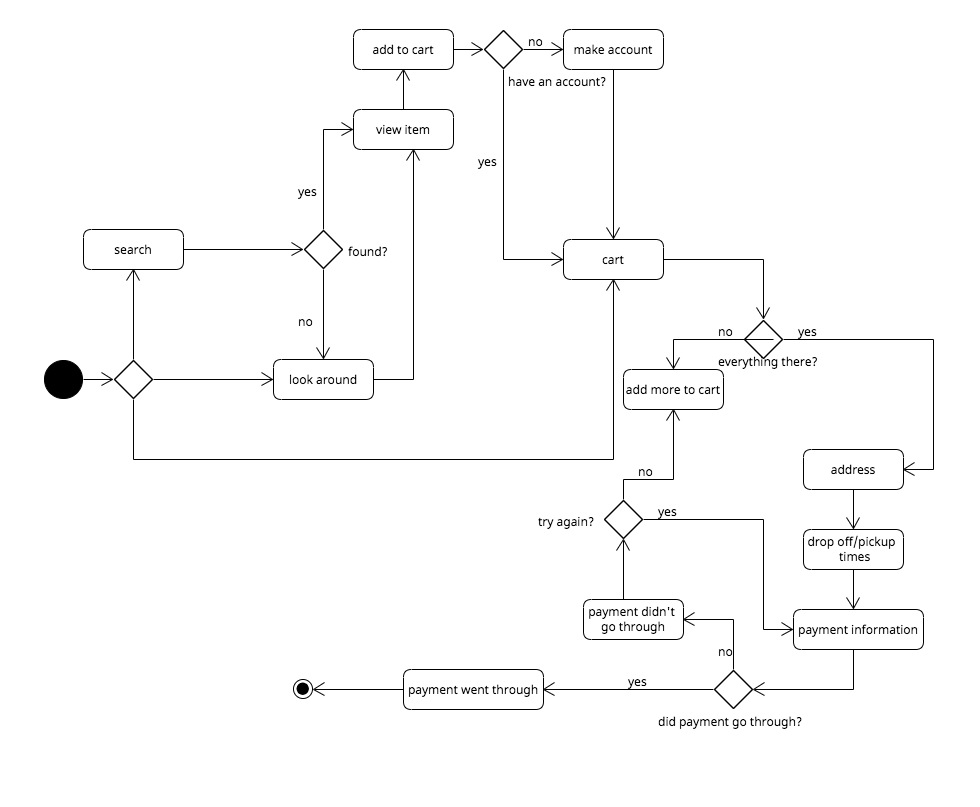 add to cart
no
make account
have an account?
view item
yes
yes
search
found?
cart
no
no
yes
everything there?
look around
add more to cart
address
no
try again?
yes
drop off/pickup
times
payment didn't
go through
payment information
no
yes
payment went through
did payment go through?